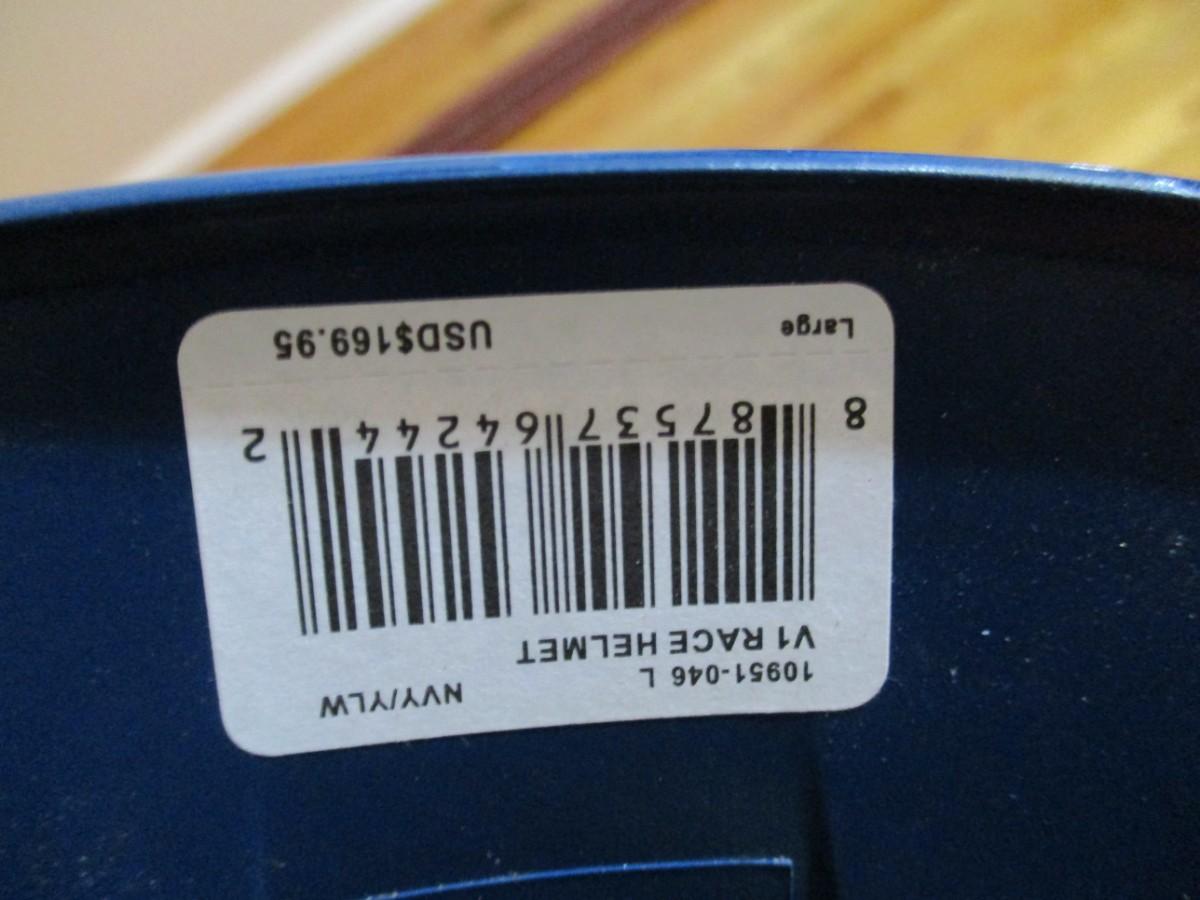 10951-046 L NVY/YLW
V1 RACE HELMET
8 87537 64244 2
Large USD$169.95